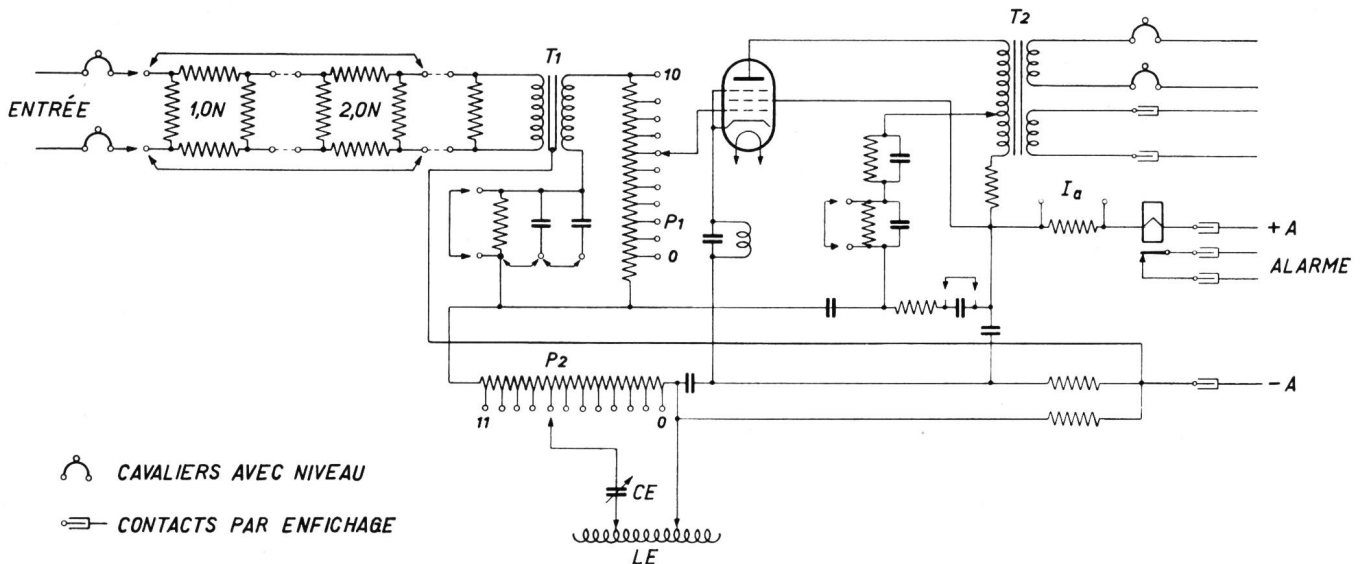 T1
T2
10
ENTRÉE
1,0N
2,0N
P1
0
Ia
+ A
ALARME
P2
11
0
- A
CAVALIERS AVEC NIVEAU
CE
CONTACTS PAR ENFICHAGE
LE